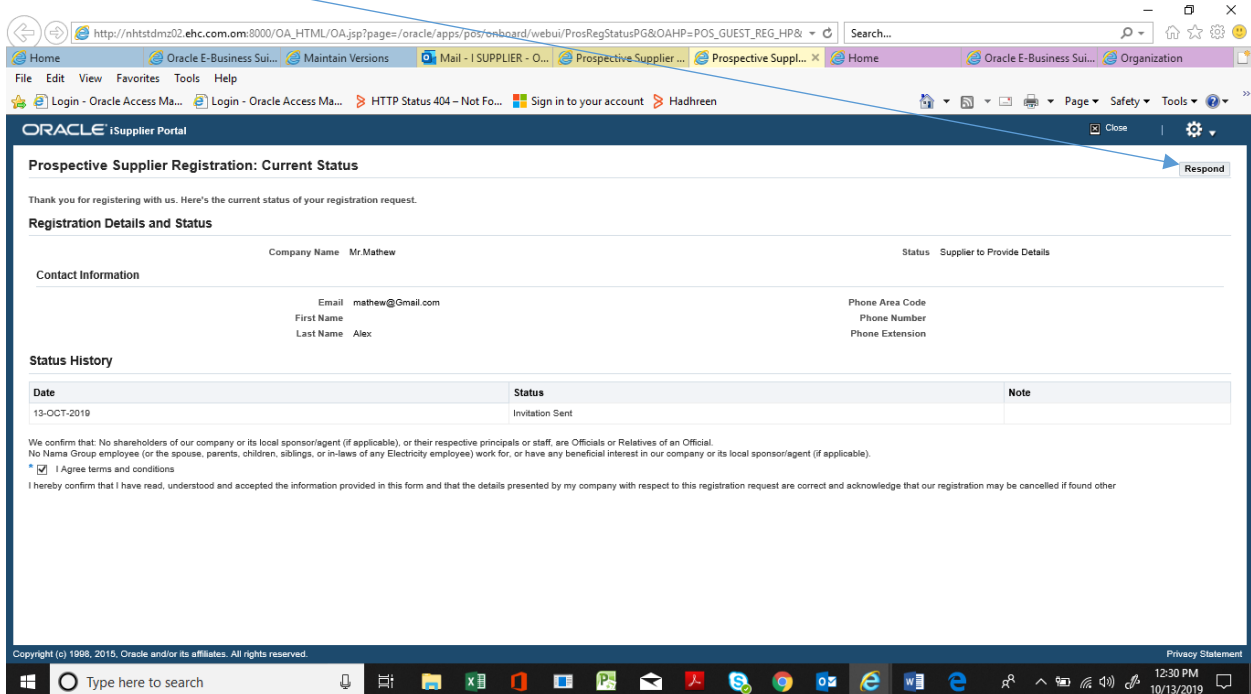 http://nhtstdmz02.ehc.com.om:8000/OA_HTML/OA.jsp?page=/oracle/apps/pos/onboard/webui/ProsRegStatusPG&OAHP=POS_GUEST_REG_HP& Search...
Home Oracle E-Business Sui... Maintain Versions Mail - I SUPPLIER - O... Prospective Supplier ... Prospective Suppl... Home Oracle E-Business Sui... Organization
File Edit View Favorites Tools Help
Login - Oracle Access Ma... Login - Oracle Access Ma... HTTP Status 404 – Not Fo... Sign in to your account Hadhreen Page Safety Tools
ORACLE iSupplier Portal Close
Prospective Supplier Registration: Current Status Respond
Thank you for registering with us. Here's the current status of your registration request.
Registration Details and Status
Company Name Mr.Mathew Status Supplier to Provide Details
Contact Information
Email mathew@Gmail.com Phone Area Code
First Name Phone Number
Last Name Alex Phone Extension
Status History
Date Status Note
13-OCT-2019 Invitation Sent
We confirm that: No shareholders of our company or its local sponsor/agent (if applicable), or their respective principals or staff, are Officials or Relatives of an Official.
No Nama Group employee (or the spouse, parents, children, siblings, or in-laws of any Electricity employee) work for, or have any beneficial interest in our company or its local sponsor/agent (if applicable).
* I Agree terms and conditions
I hereby confirm that I have read, understood and accepted the information provided in this form and that the details presented by my company with respect to this registration request are correct and acknowledge that our registration may be cancelled if found other
Copyright (c) 1998, 2015, Oracle and/or its affiliates. All rights reserved. Privacy Statement
Type here to search 12:30 PM
10/13/2019